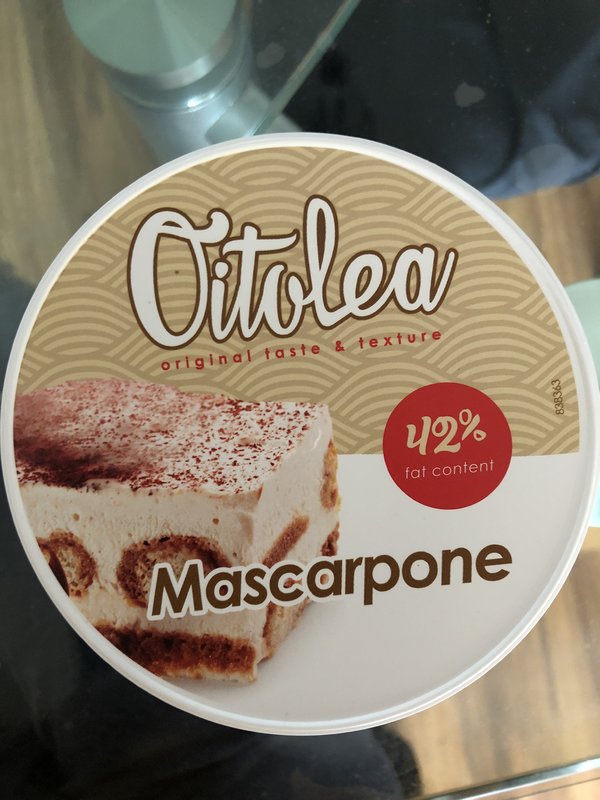 Oitolea
original taste & texture
838363
42%
fat content
Mascarpone